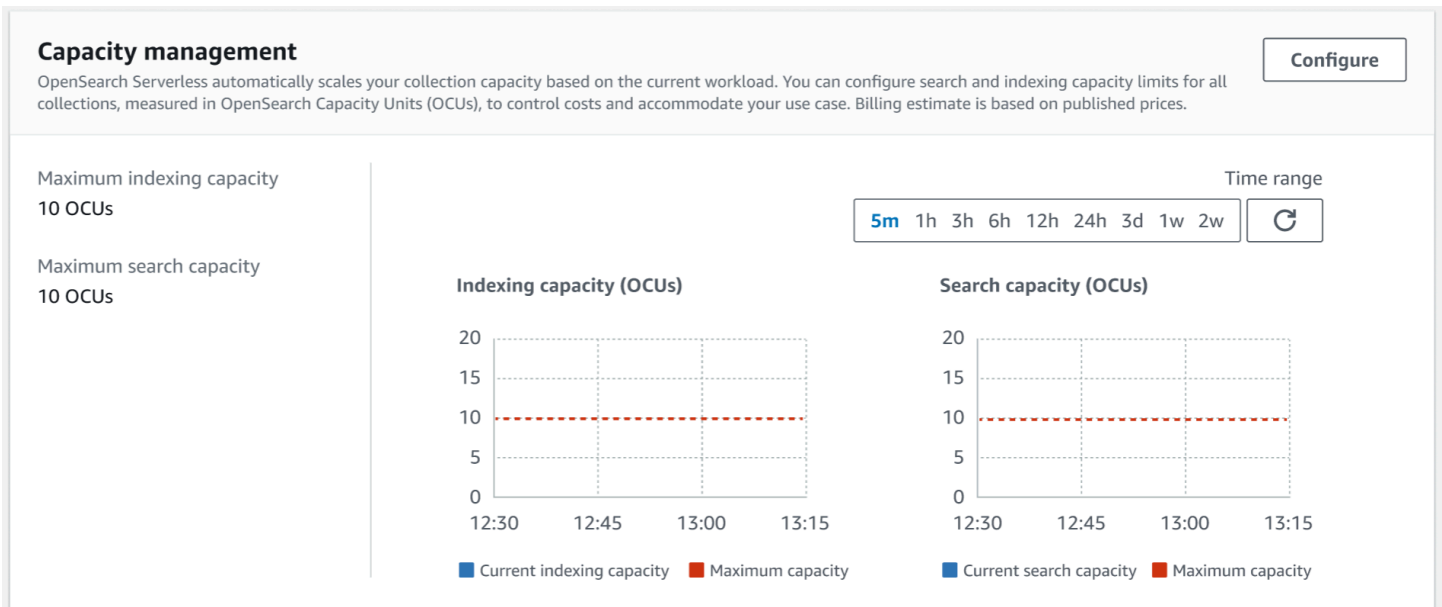 Capacity management
Configure
OpenSearch Serverless automatically scales your collection capacity based on the current workload. You can configure search and indexing capacity limits for all
collections, measured in OpenSearch Capacity Units (OCUs), to control costs and accommodate your use case. Billing estimate is based on published prices.
Maximum indexing capacity
10 OCUs
Maximum search capacity
10 OCUs
Time range
5m 1h 3h 6h 12h 24h 3d 1w 2w
Indexing capacity (OCUs)
20
15
10
5
0
12:30 12:45 13:00 13:15
Current indexing capacity Maximum capacity
Search capacity (OCUs)
20
15
10
5
0
12:30 12:45 13:00 13:15
Current search capacity Maximum capacity